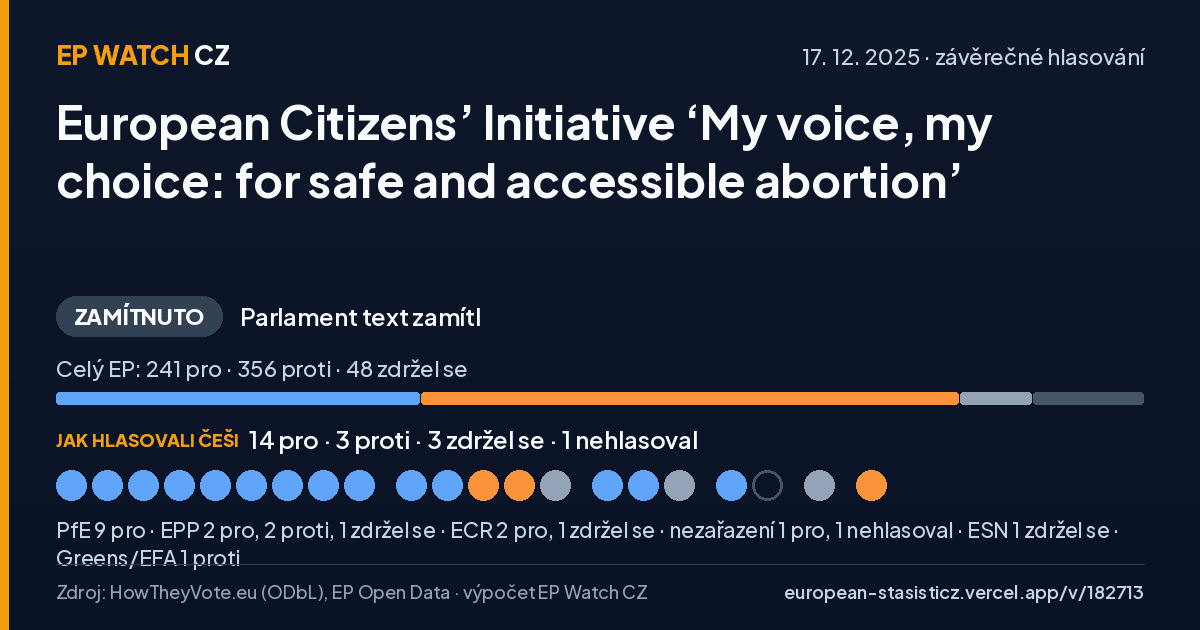 EP WATCH CZ
17. 12. 2025 · závěrečné hlasování
European Citizens’ Initiative ‘My voice, my
choice: for safe and accessible abortion’
ZAMÍTNUTO Parlament text zamítl
Celý EP: 241 pro · 356 proti · 48 zdržel se
JAK HLASOVALI ČEŠI 14 pro · 3 proti · 3 zdržel se · 1 nehlasoval
PfE 9 pro · EPP 2 pro, 2 proti, 1 zdržel se · ECR 2 pro, 1 zdržel se · nezařazení 1 pro, 1 nehlasoval · ESN 1 zdržel se ·
Greens/EFA 1 proti
Zdroj: HowTheyVote.eu (ODbL), EP Open Data · výpočet EP Watch CZ
european-stasisticz.vercel.app/v/182713